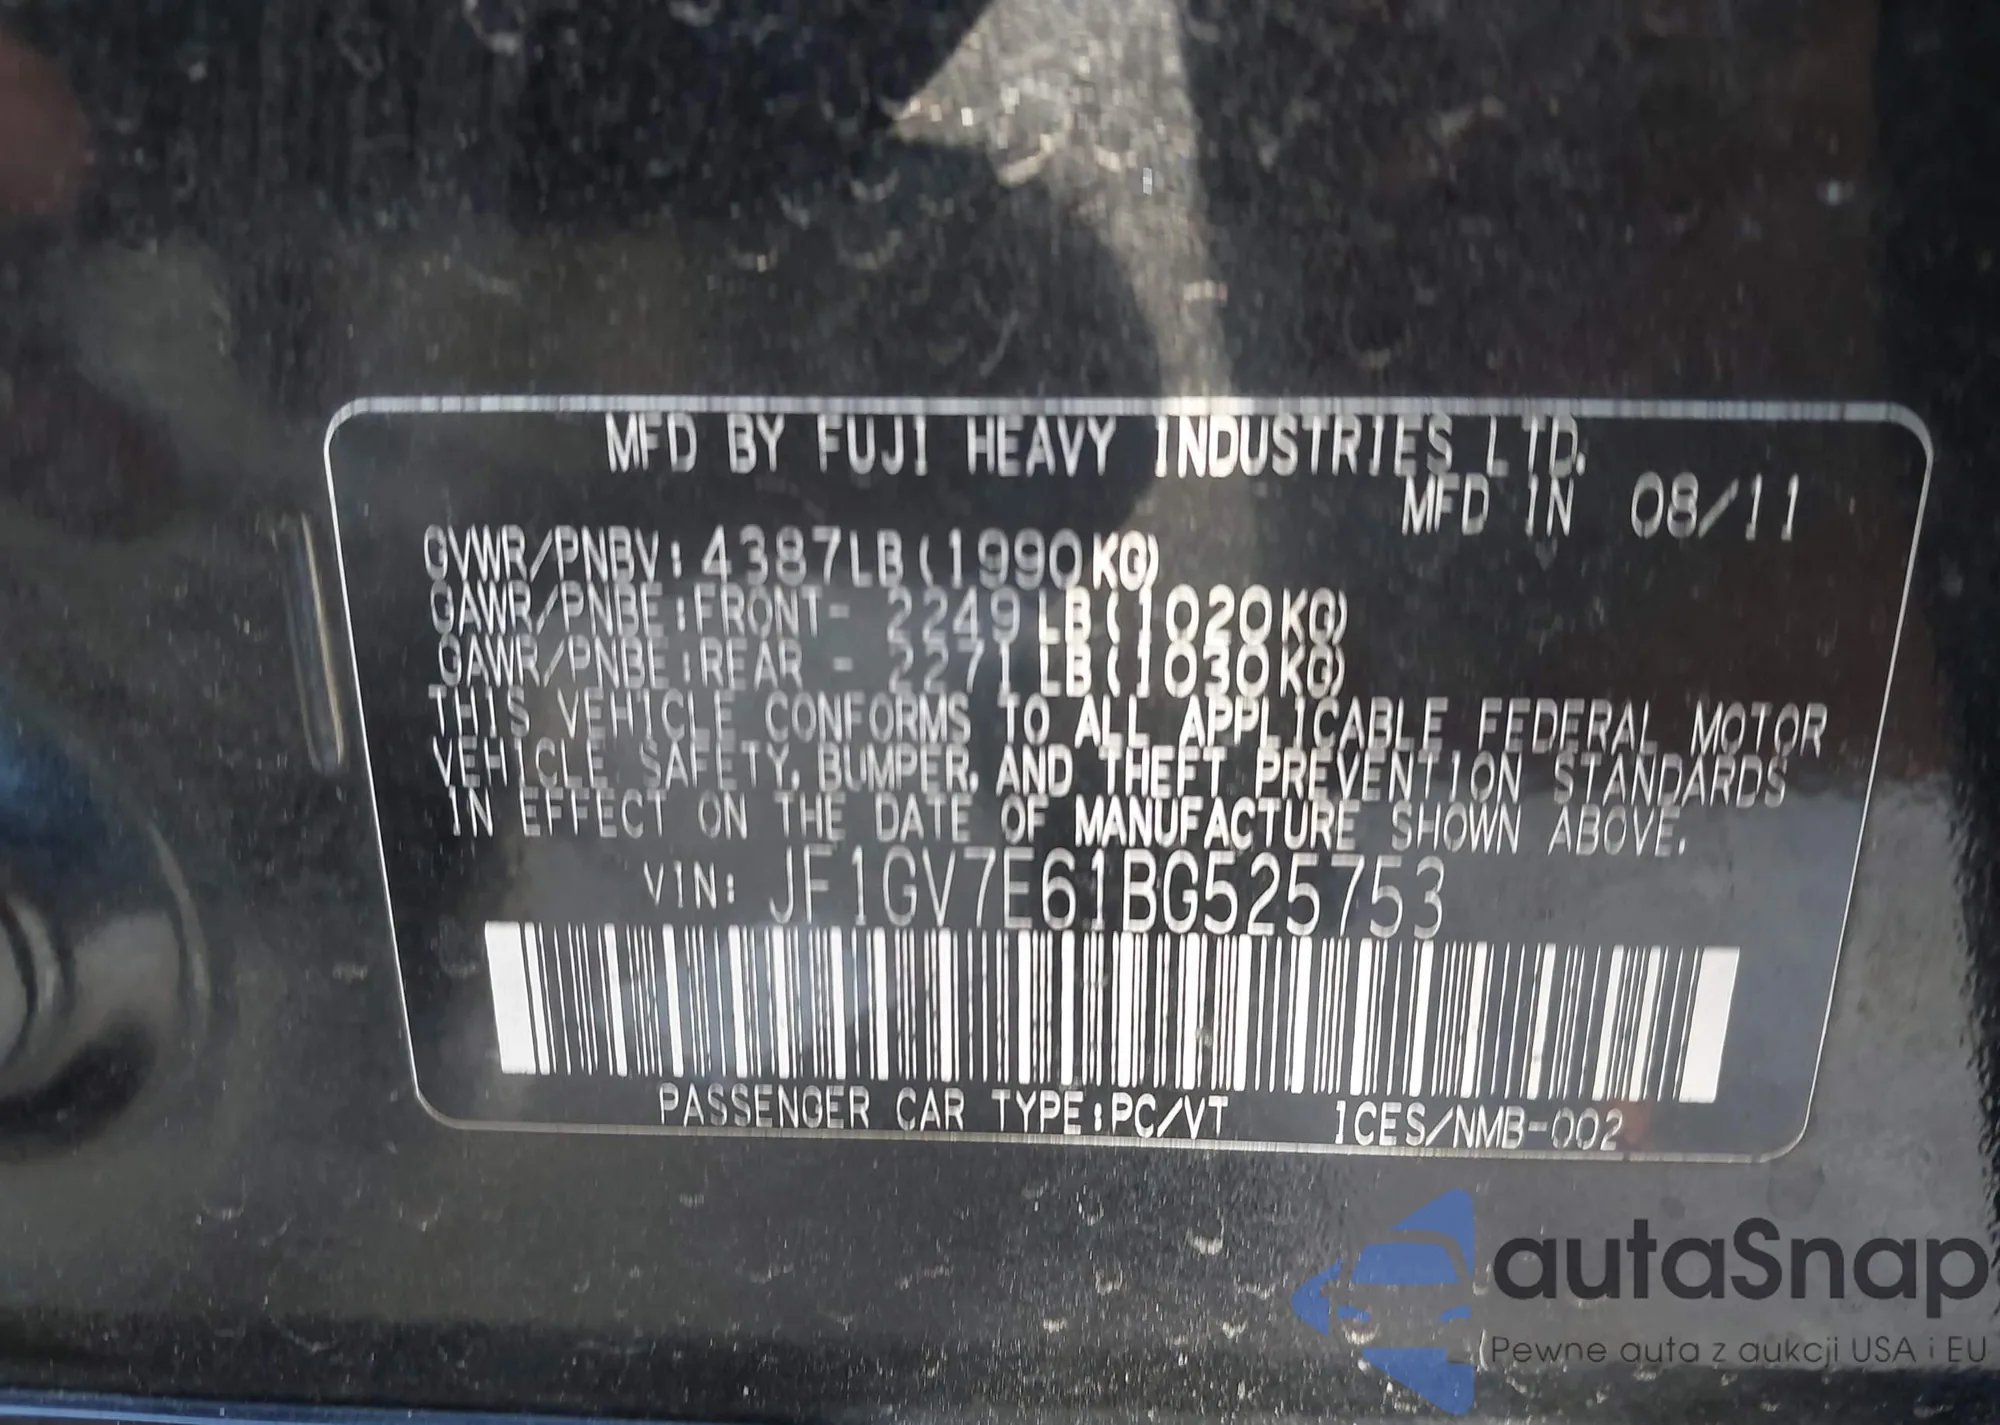 MFD BY FUJI HEAVY INDUSTRIES LTD.
MFD IN 08/11
GVWR/PNBV:4387LB(1990KG)
GAWR/PNBE:FRONT- 2249LB(1020KG)
GAWR/PNBE:REAR - 2271LB(1030KG)
THIS VEHICLE CONFORMS TO ALL APPLICABLE FEDERAL MOTOR
VEHICLE SAFETY, BUMPER, AND THEFT PREVENTION STANDARDS
IN EFFECT ON THE DATE OF MANUFACTURE SHOWN ABOVE.
VIN: JF1GV7E61BG525753
PASSENGER CAR TYPE:PC/VT 1CES/NMB-002
autaSnap
Pewne auta z aukcji USA i EU